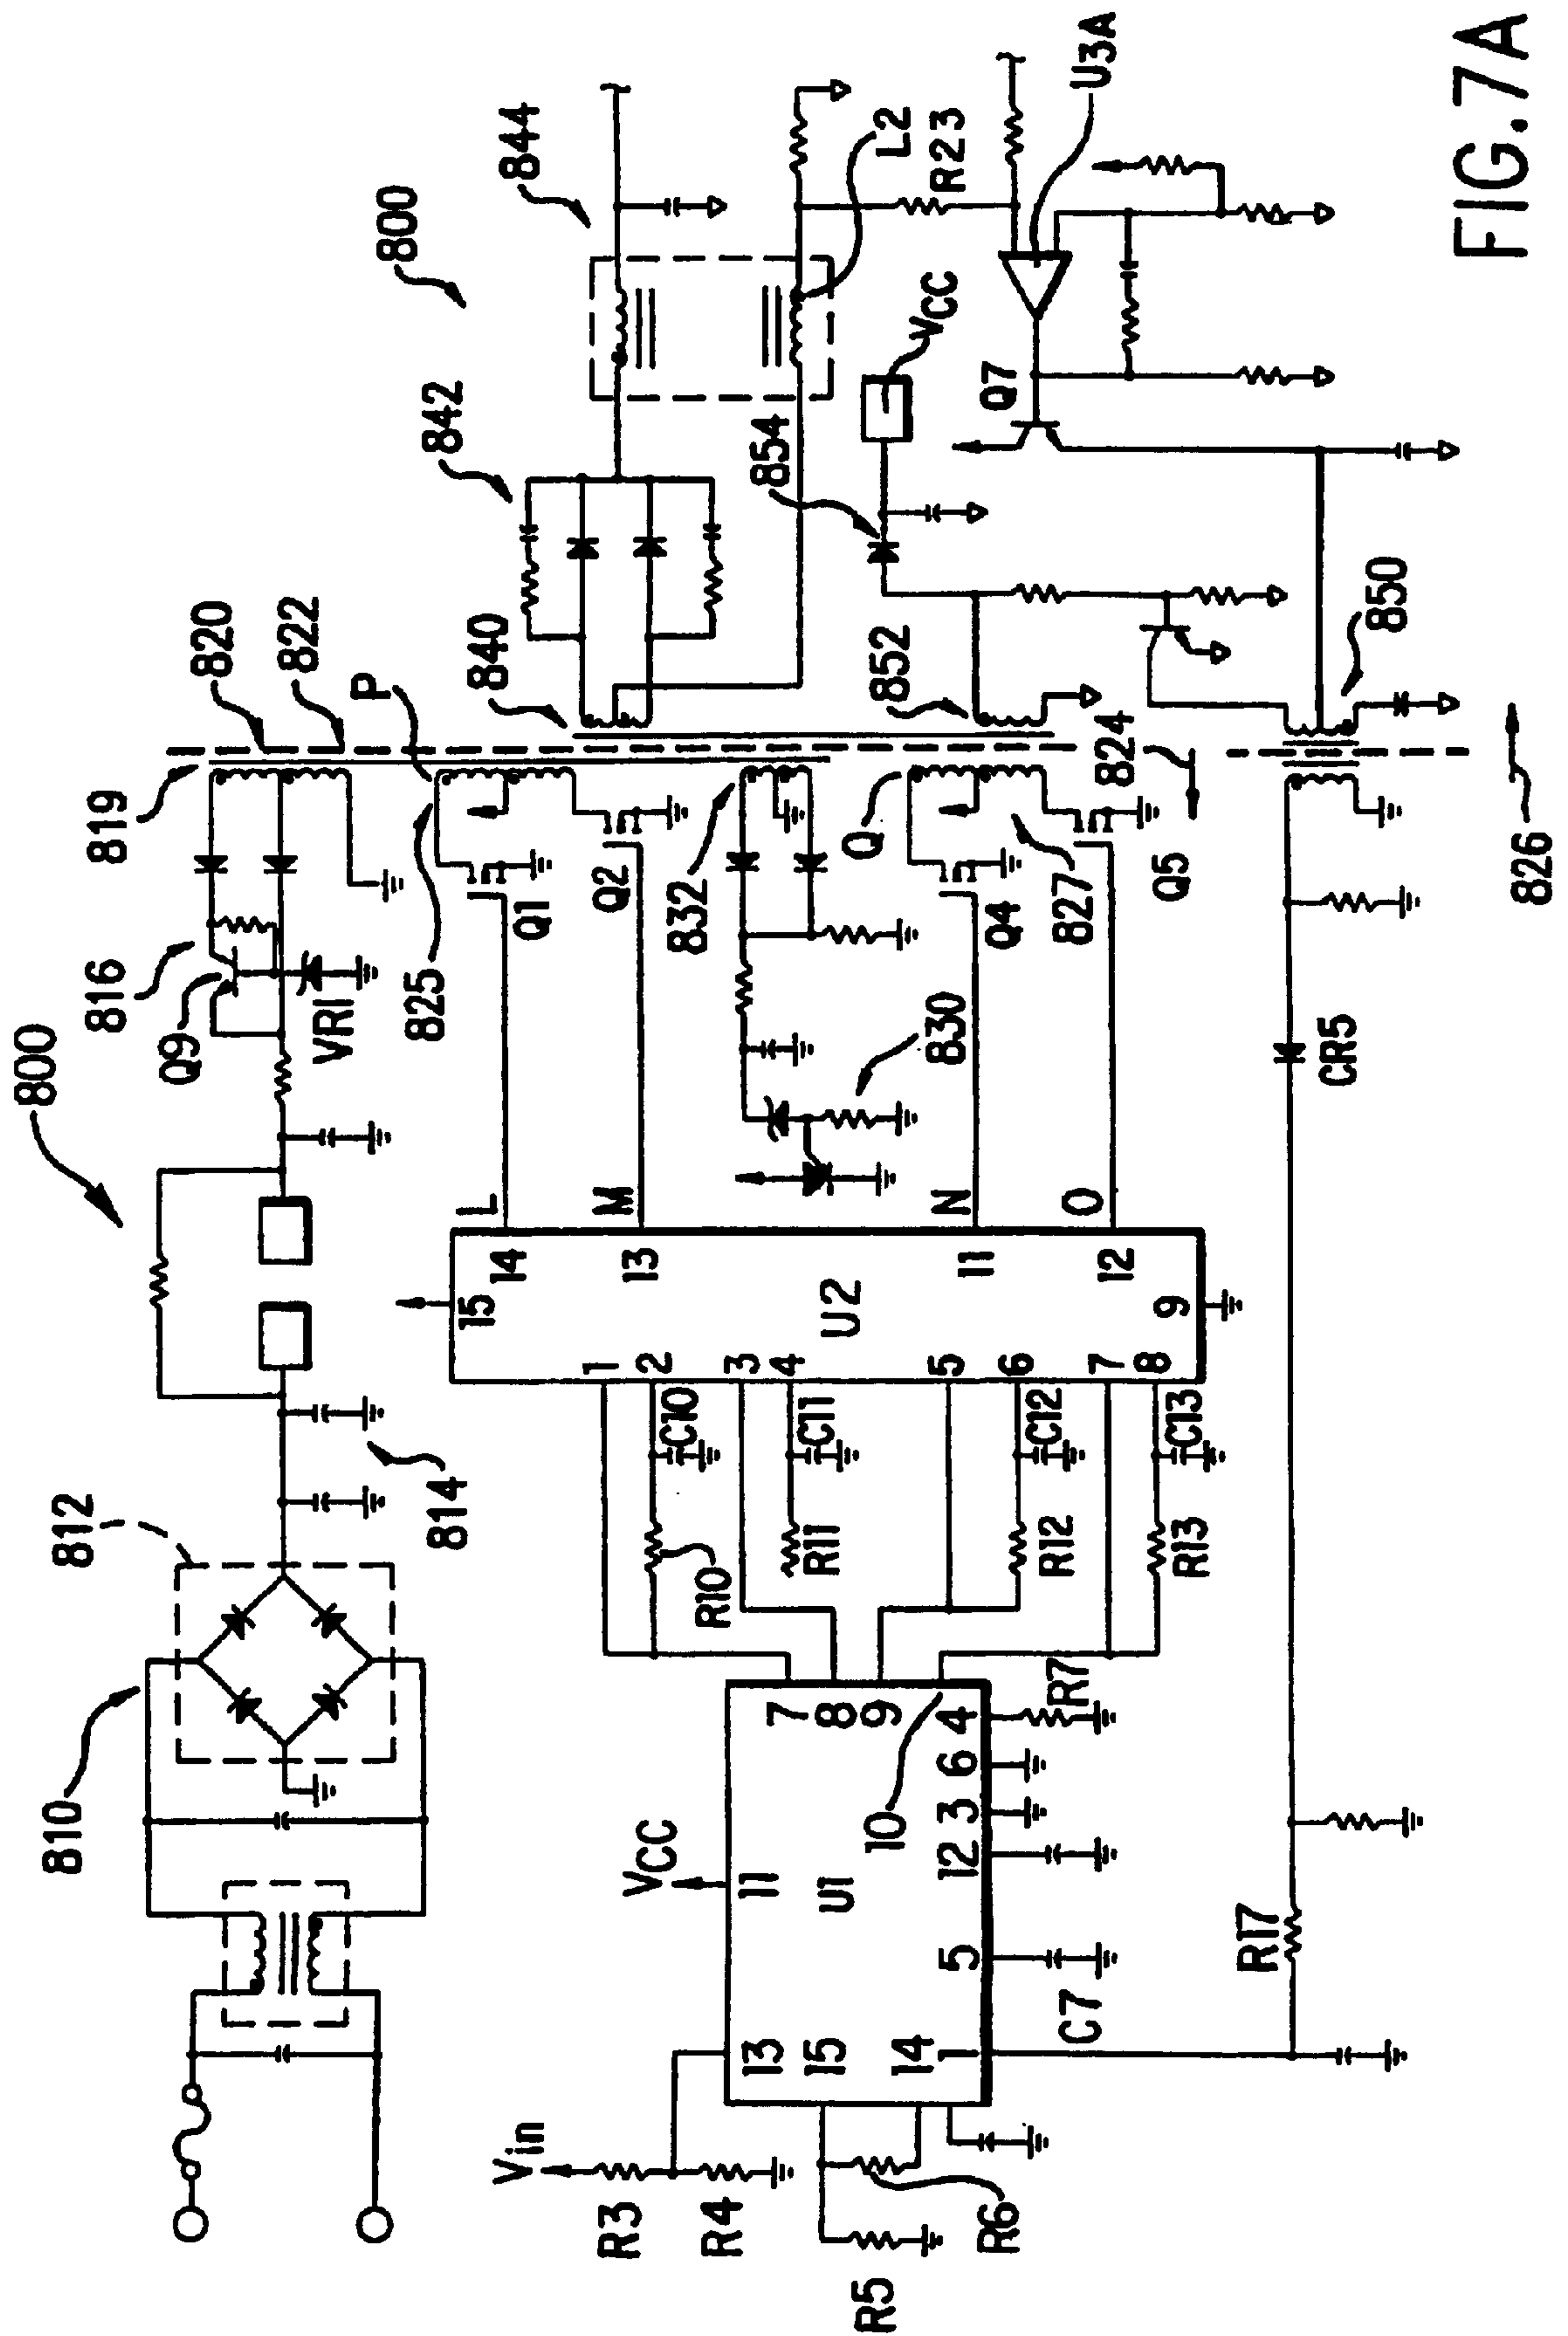 800
810
812
814
816
Q9
VR1
819
820
822
P
825
Q1
Q2
840
842
844
800
L2
R23
U3A
Q7
VCC
854
852
850
824
826
832
830
Q
827
Q4
Q5
CR5
L
M
N
O
15
14
13
11
12
9
U2
1
2
3
4
5
6
7
8
C10
C11
C12
C13
R10
R11
R12
R13
7
8
9
10
4
R7
6
3
12
5
VCC
11
U1
13
15
14
1
C7
R17
Vin
R3
R4
R5
R6
FIG.7A